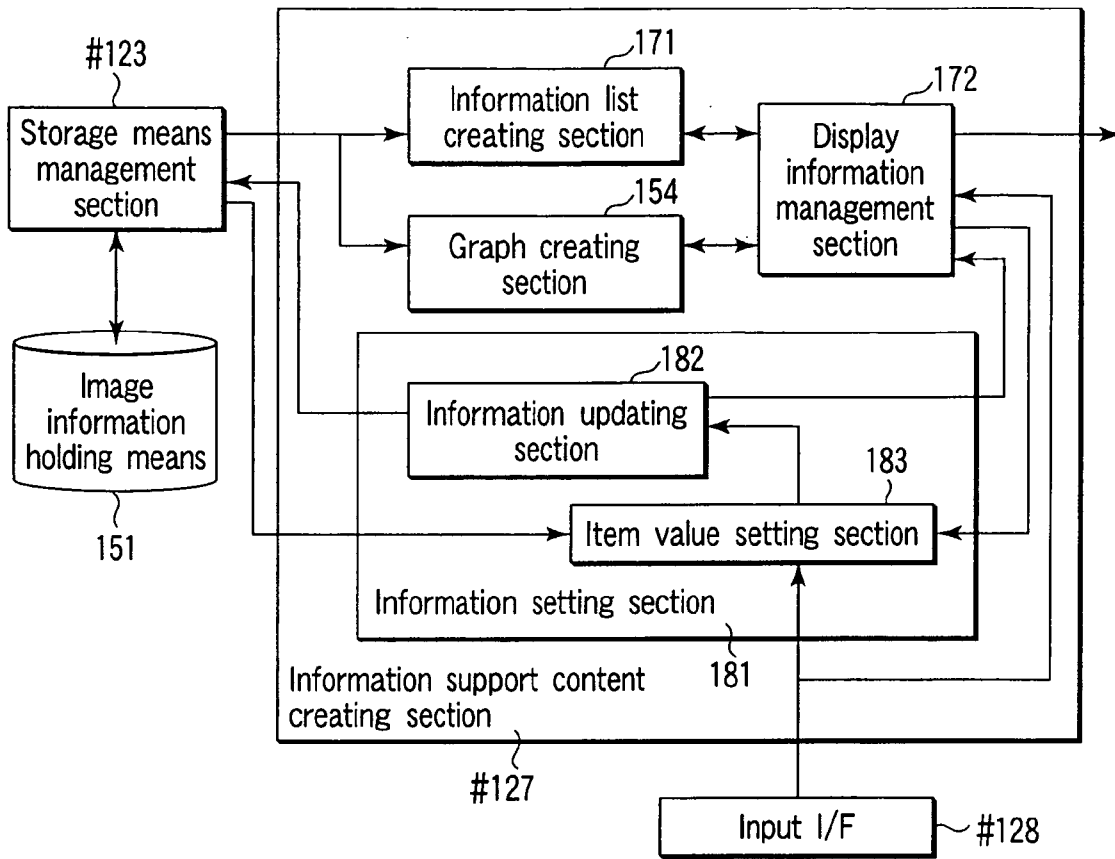 #123
Storage means
management
section
171
Information list
creating section
172
Display
information
management
section
154
Graph creating
section
Image
information
holding means
151
182
Information updating
section
183
Item value setting section
Information setting section
181
Information support content
creating section
#127
Input I/F
#128